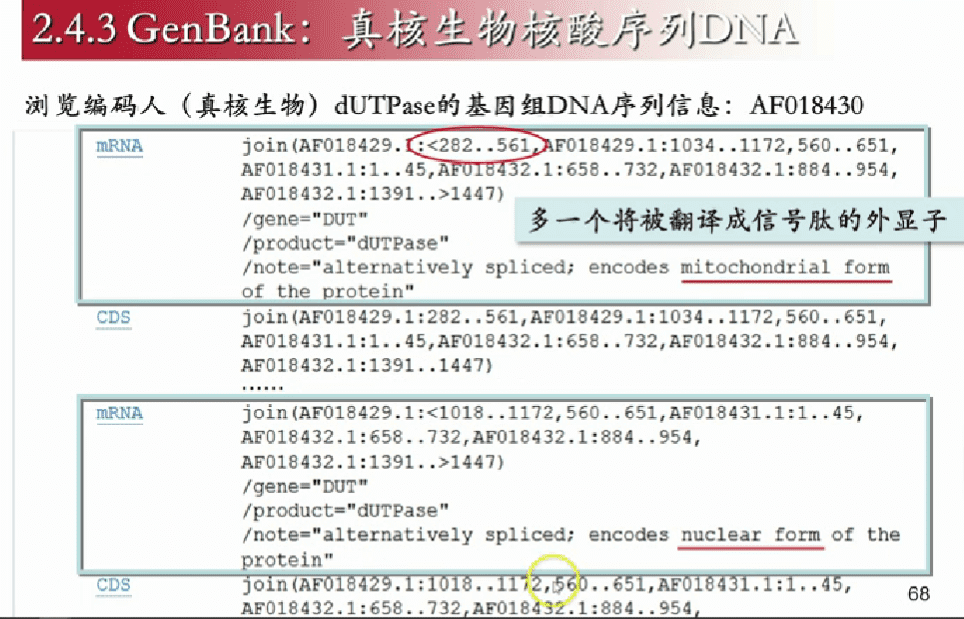 2.4.3 GenBank：真核生物核酸序列DNA
浏览编码人（真核生物）dUTPase的基因组DNA序列信息：AF018430
mRNA join(AF018429.1:<282..561,AF018429.1:1034..1172,560..651,
AF018431.1:1..45,AF018432.1:658..732,AF018432.1:884..954,
AF018432.1:1391..>1447)
/gene="DUT"
多一个将被翻译成信号肽的外显子
/product="dUTPase"
/note="alternatively spliced; encodes mitochondrial form
of the protein"
CDS join(AF018429.1:282..561,AF018429.1:1034..1172,560..651,
AF018431.1:1..45,AF018432.1:658..732,AF018432.1:884..954,
AF018432.1:1391..1447)
......
mRNA join(AF018429.1:<1018..1172,560..651,AF018431.1:1..45,
AF018432.1:658..732,AF018432.1:884..954,
AF018432.1:1391..>1447)
/gene="DUT"
/product="dUTPase"
/note="alternatively spliced; encodes nuclear form of the
protein"
CDS join(AF018429.1:1018..1172,560..651,AF018431.1:1..45,
AF018432.1:658..732,AF018432.1:884..954,
68